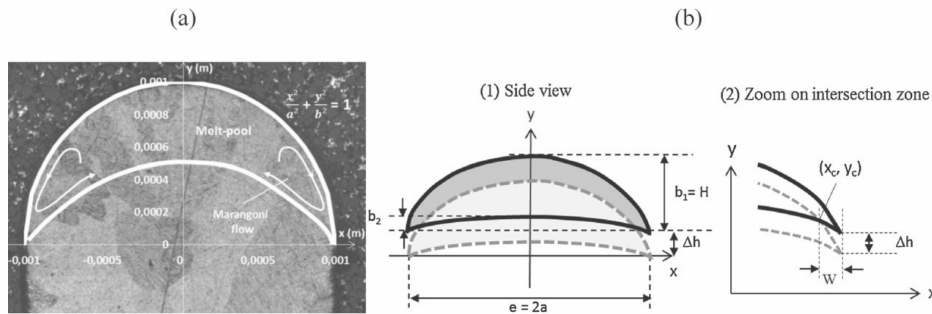 (a)
(b)
y (m)
0,001
x²/a² + y²/b² = 1
0,0008
Melt-pool
0,0006
0,0004
0,0002
Marangoni
flow
x (m)
0
-0,001
-0,0005
0
0,0005
0,001
(1) Side view
y
b₁= H
b₂
Δh
x
e = 2a
(2) Zoom on intersection zone
y
(x꜀, y꜀)
Δh
W
x